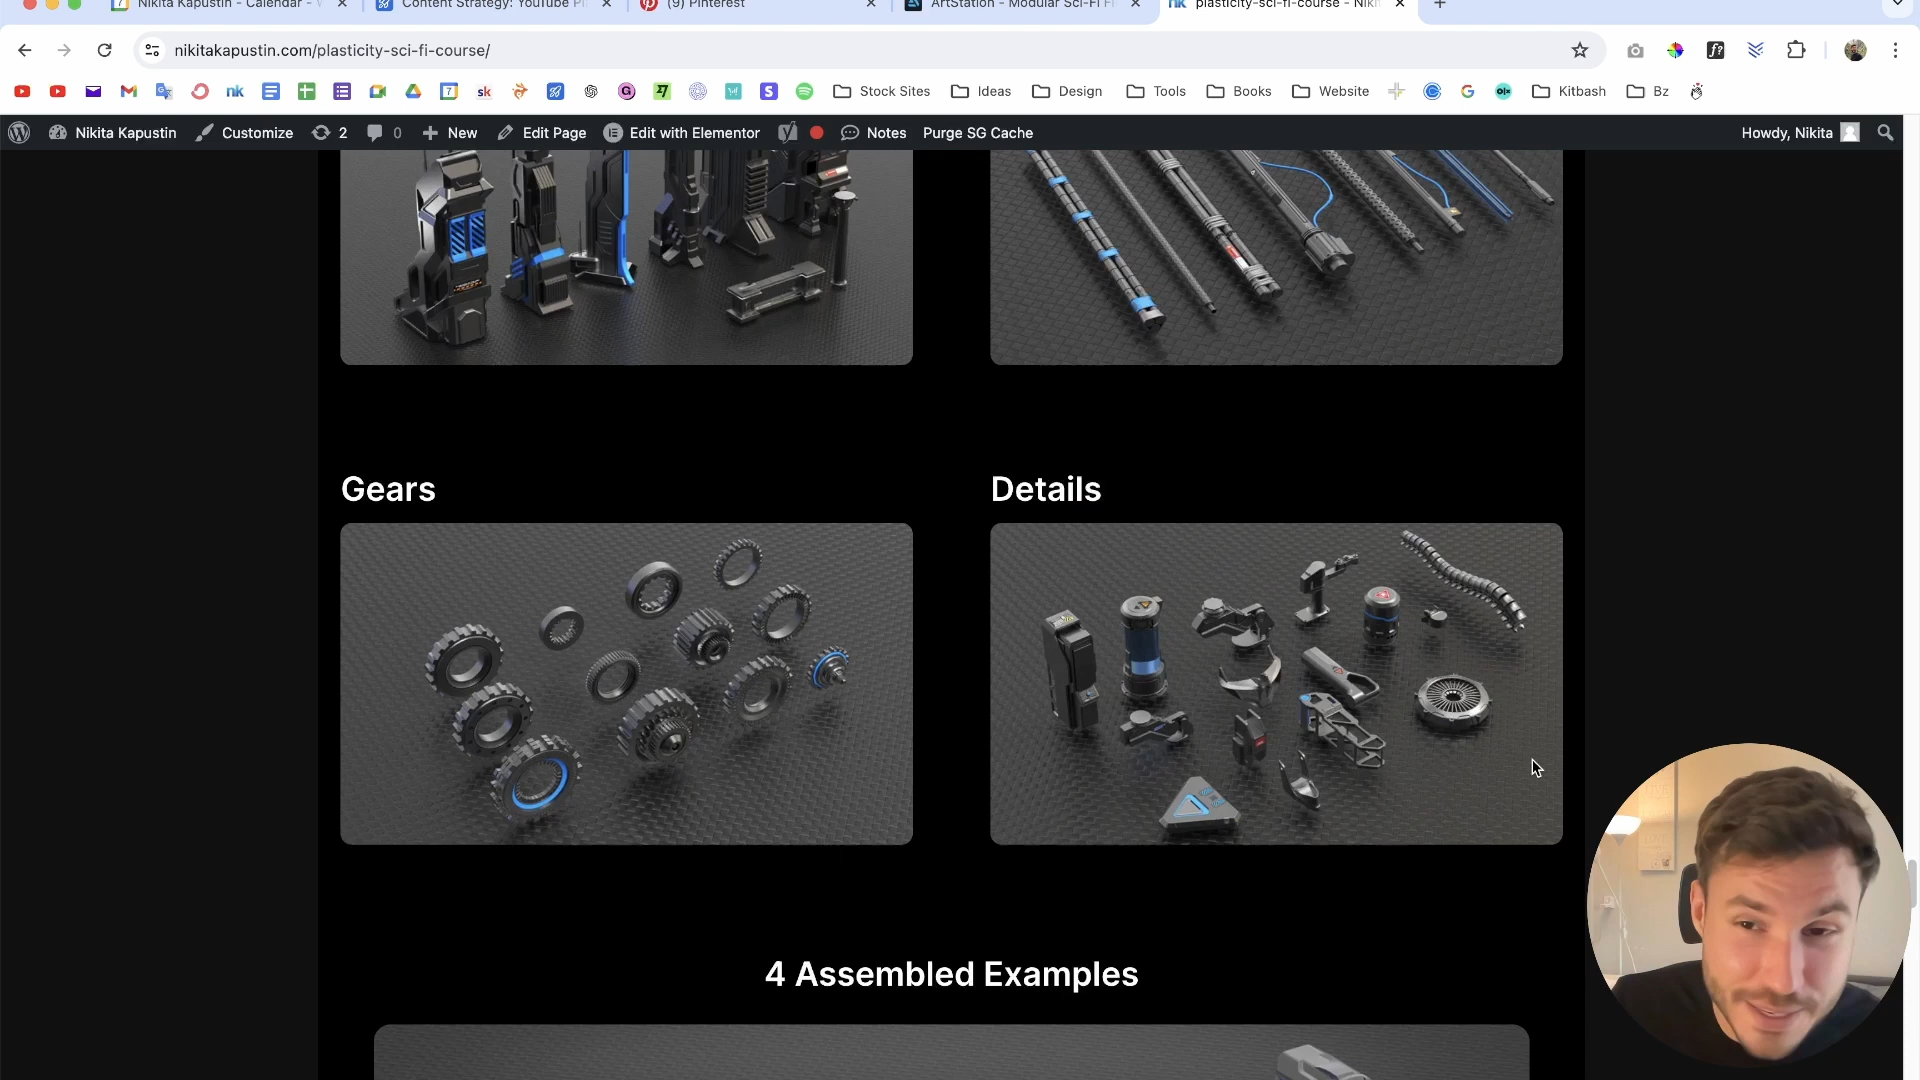 Nikita Kapustin - Calendar -
Content Strategy: YouTube
(9) Pinterest
ArtStation - Modular Sci-Fi
plasticity-sci-fi-course - Nik
nikitakapustin.com/plasticity-sci-fi-course/
Stock Sites
Ideas
Design
Tools
Books
Website
Kitbash
Bz
Nikita Kapustin
Customize
2
0
New
Edit Page
Edit with Elementor
Notes
Purge SG Cache
Howdy, Nikita
Gears
Details
4 Assembled Examples